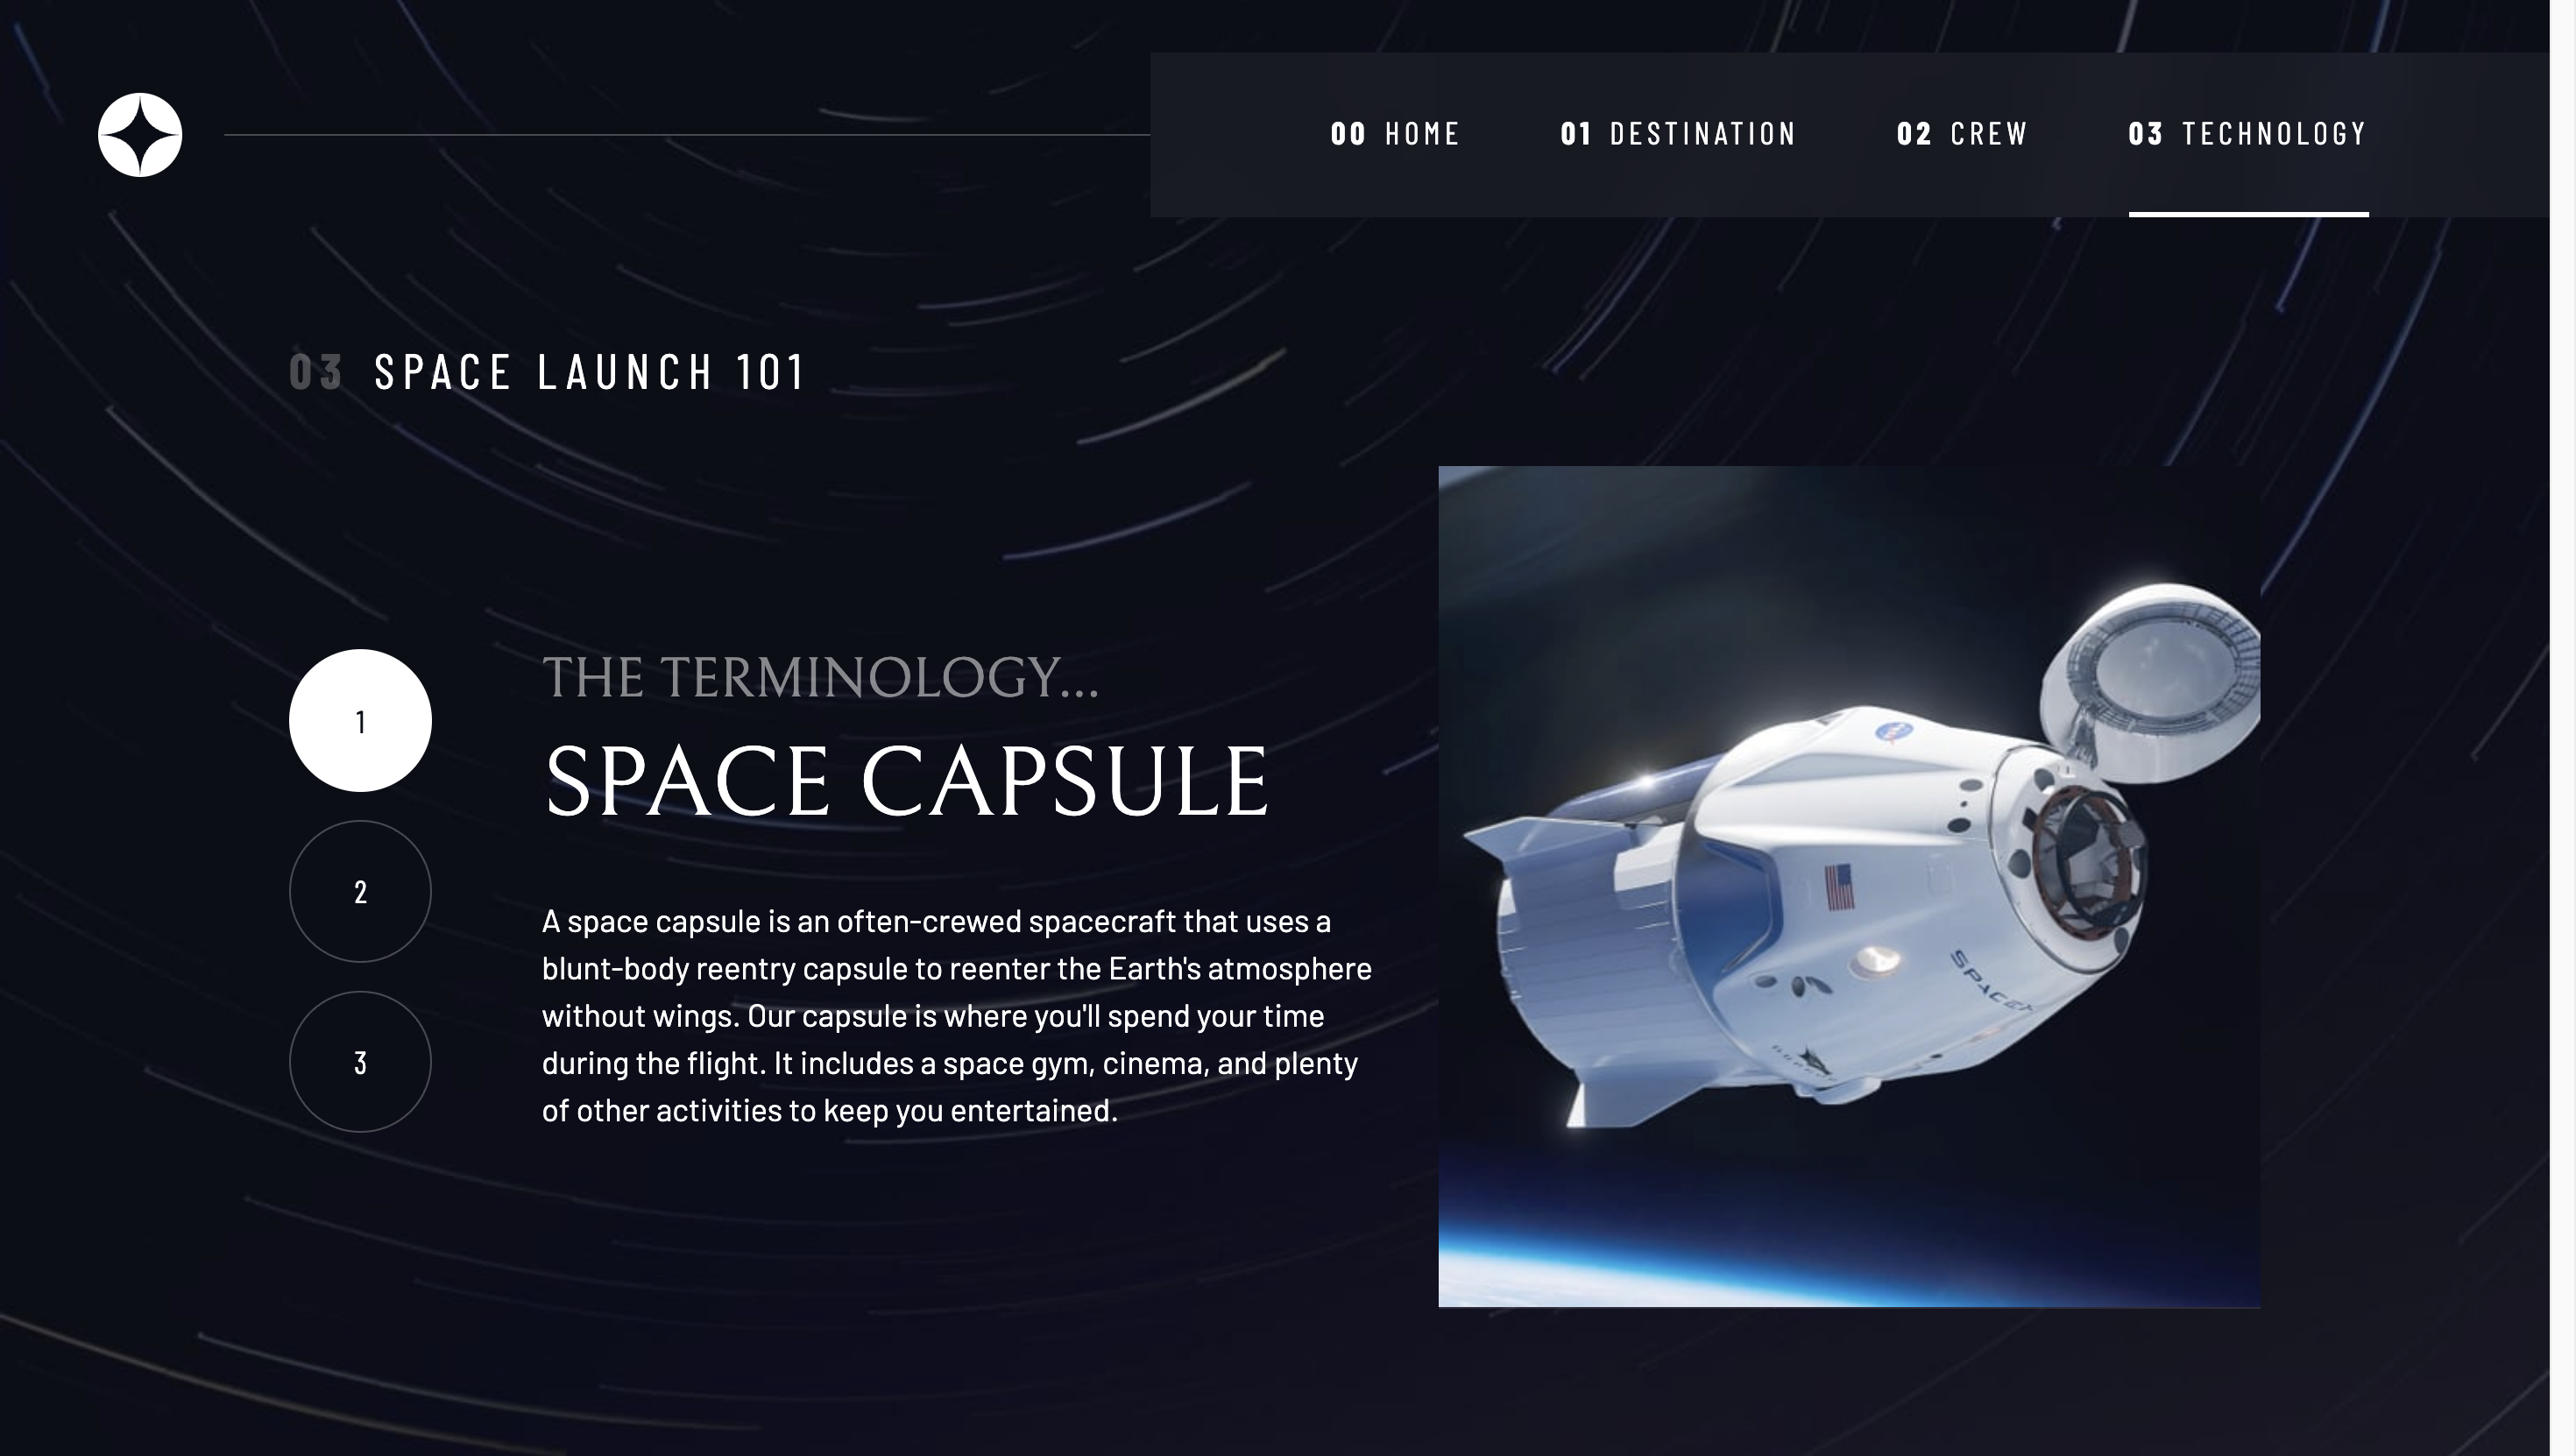 00 HOME 01 DESTINATION 02 CREW 03 TECHNOLOGY
03 SPACE LAUNCH 101
1
2
3
THE TERMINOLOGY...
SPACE CAPSULE
A space capsule is an often-crewed spacecraft that uses a
blunt-body reentry capsule to reenter the Earth's atmosphere
without wings. Our capsule is where you'll spend your time
during the flight. It includes a space gym, cinema, and plenty
of other activities to keep you entertained.
SPACEX